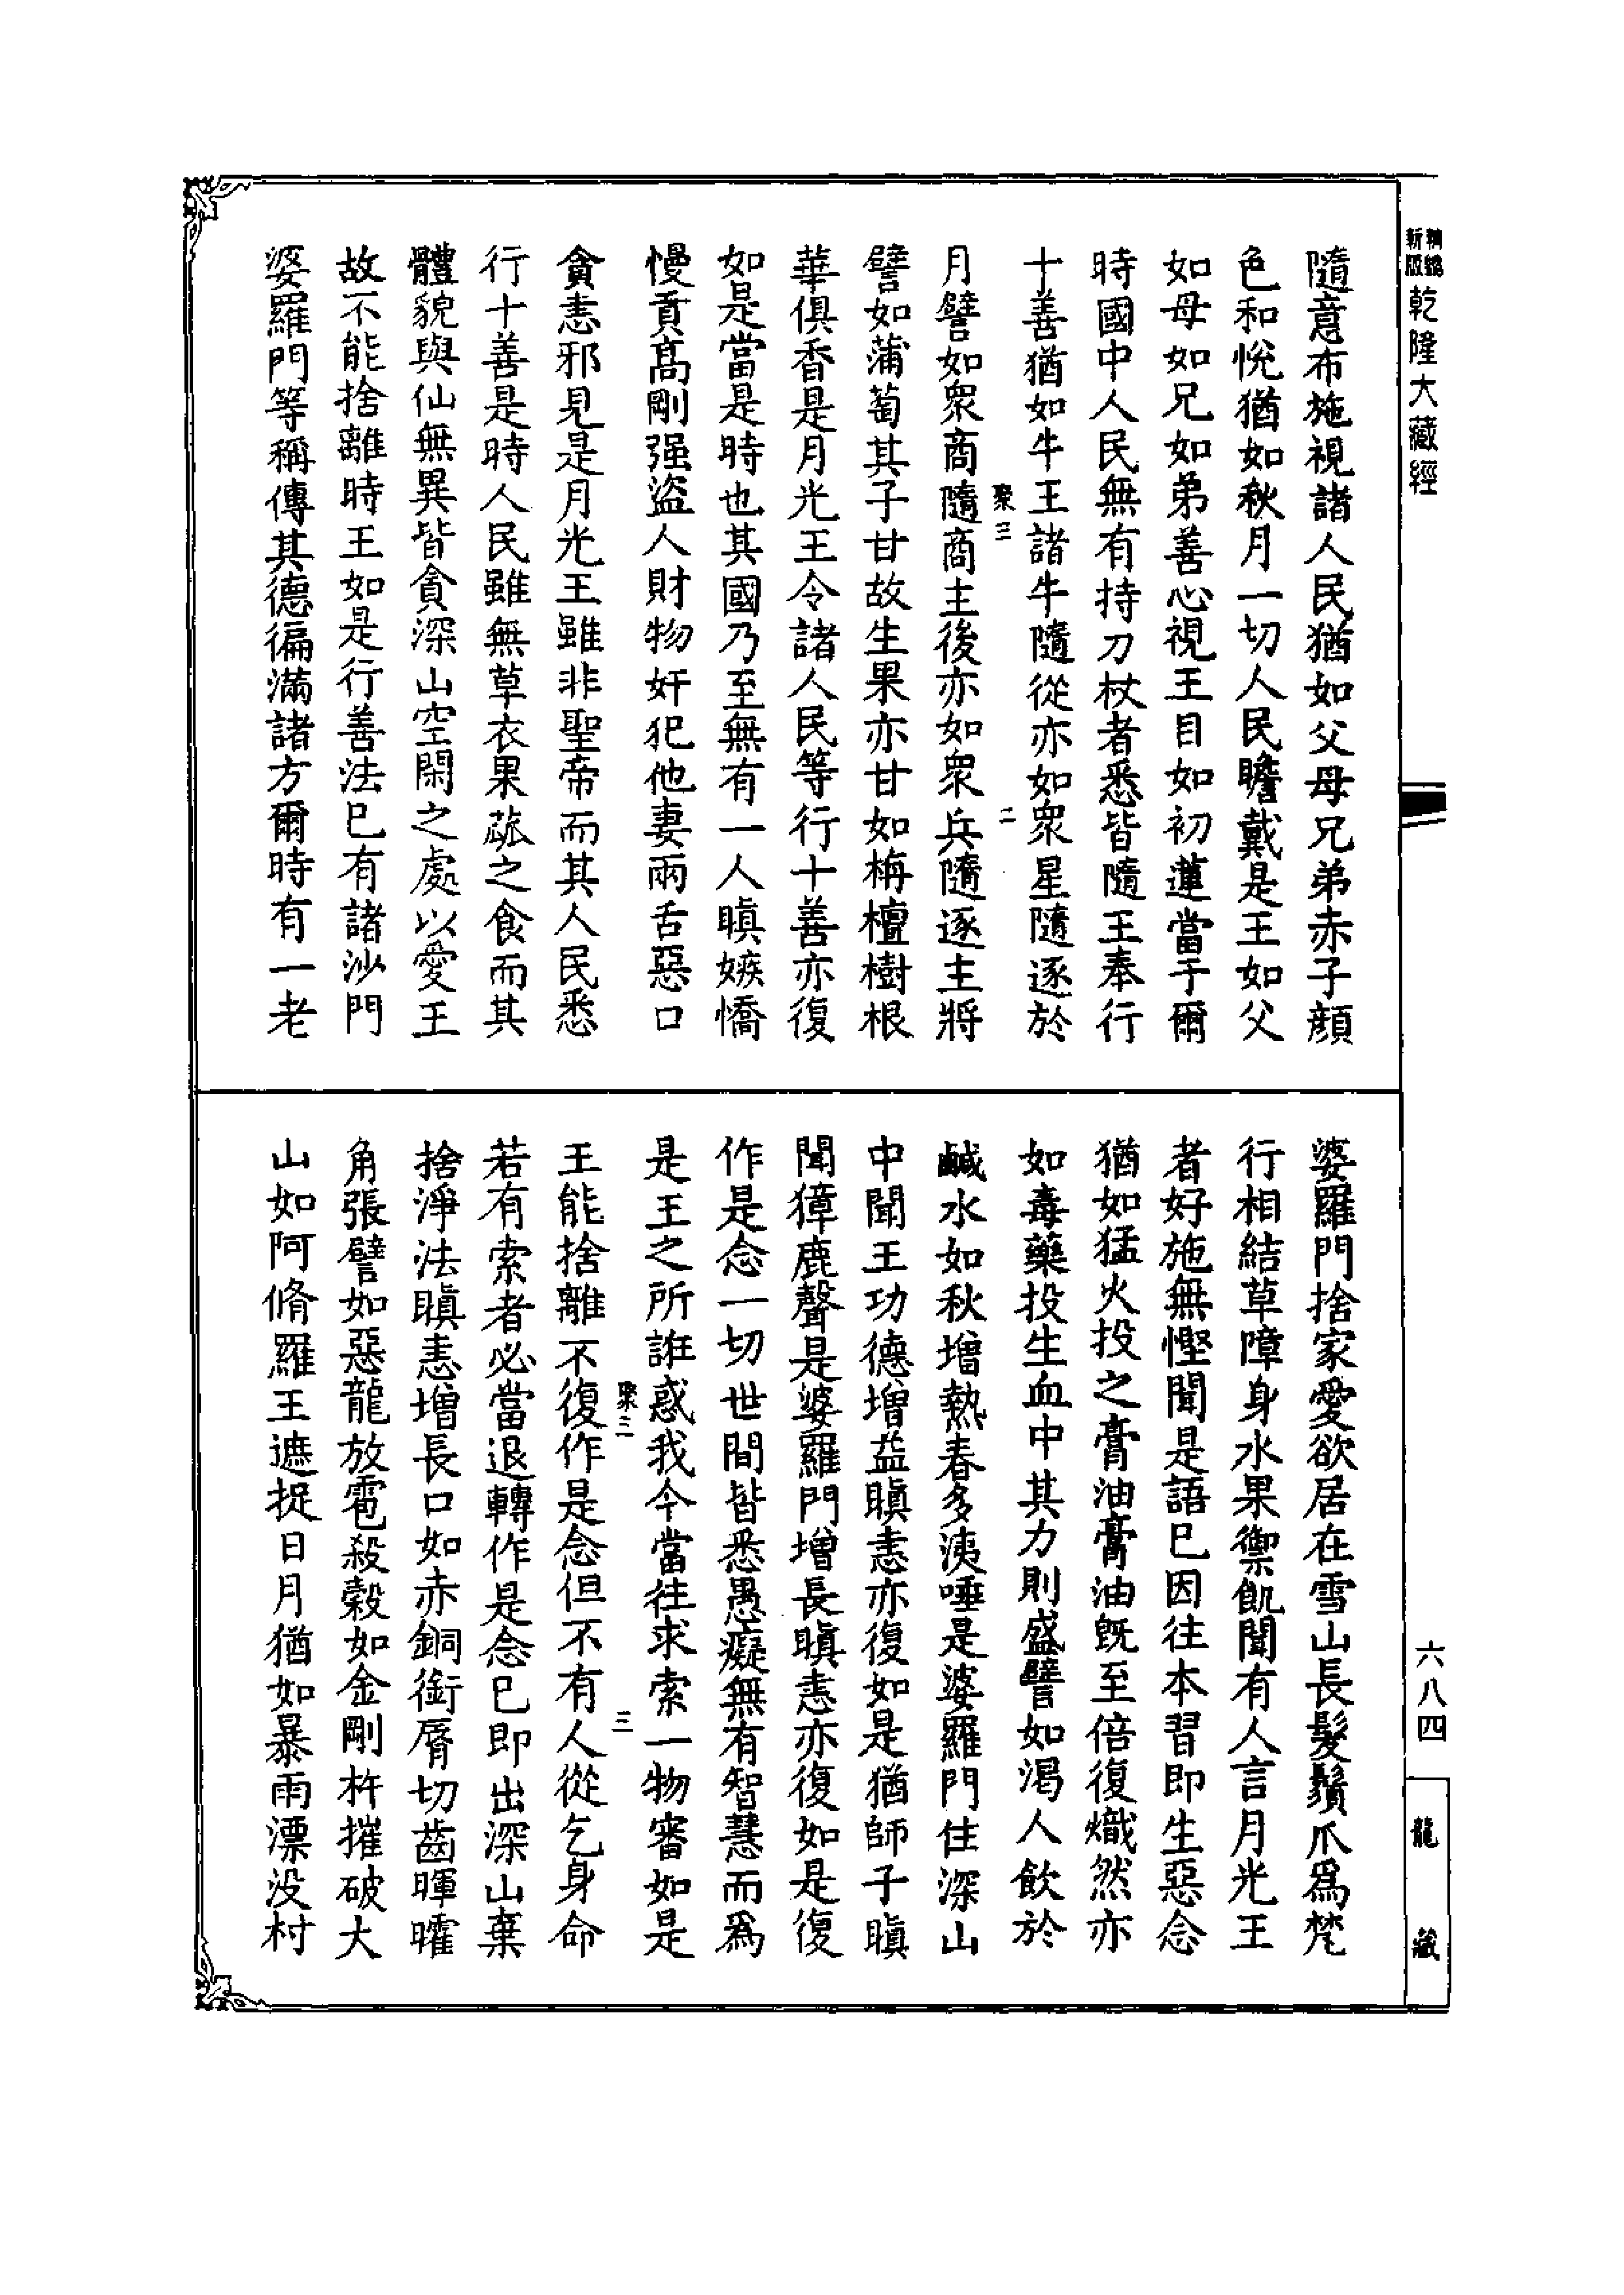 精鐫新版 乾隆大藏經
隨意布施視諸人民猶如父母兄弟赤子顔
色和悅猶如秋月一切人民瞻戴是王如父
如母如兄如弟善心視王目如初蓮當于爾
時國中人民無有持刀杖者悉皆隨王奉行
十善猶如牛王諸牛隨從亦如衆星隨逐於
聚三 二
月譬如衆商隨商主後亦如衆兵隨逐主將
譬如蒲萄其子甘故生果亦甘如栴檀樹根
華俱香是月光王令諸人民等行十善亦復
如是當是時也其國乃至無有一人瞋嫉憍
慢貢高剛强盜人財物奸犯他妻兩舌惡口
貪恚邪見是月光王雖非聖帝而其人民悉
行十善是時人民雖無草衣果蓏之食而其
體貌與仙無異皆貪深山空閑之處以愛王
故不能捨離時王如是行善法已有諸沙門
婆羅門等稱傳其德徧滿諸方爾時有一老
婆羅門捨家愛欲居在雪山長髮鬚爪爲梵
行相結草障身水果禦飢聞有人言月光王
者好施無慳聞是語已因往本習即生惡念
猶如猛火投之膏油膏油旣至倍復熾然亦
如毒藥投生血中其力則盛譬如渴人飲於
鹹水如秋增熱春多洟唾是婆羅門住深山
中聞王功德增益瞋恚亦復如是猶師子瞋
聞獐鹿聲是婆羅門增長瞋恚亦復如是復
作是念一切世間皆悉愚癡無有智慧而爲
是王之所誑惑我今當往求索一物審如是
聚三 三
王能捨離不復作是念但不有人從乞身命
若有索者必當退轉作是念已即出深山棄
捨淨法瞋恚增長口如赤銅銜脣切齒暉曤
角張譬如惡龍放雹殺穀如金剛杵摧破大
山如阿脩羅王遮捉日月猶如暴雨漂没村
六八四
龍藏